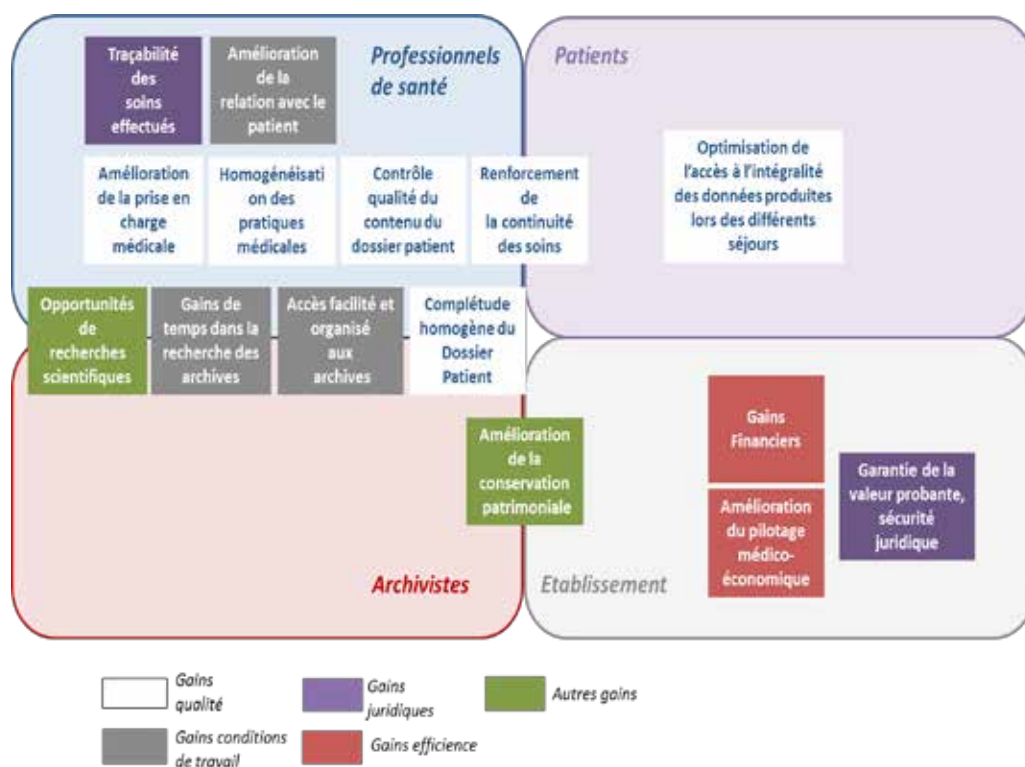 Professionnels
de santé
Patients
Traçabilité
des
soins
effectués
Amélioration
de la
relation avec le
patient
Amélioration
de la prise en
charge
médicale
Homogénéisati
on des
pratiques
médicales
Contrôle
qualité du
contenu du
dossier patient
Renforcement
de
la continuité
des soins
Optimisation de
l'accès à l'intégralité
des données produites
lors des différents
séjours
Opportunités
de
recherches
scientifiques
Gains de
temps dans la
recherche des
archives
Accès facilité et
organisé
aux
archives
Complétude
homogène du
Dossier
Patient
Amélioration
de la
conservation
patrimoniale
Gains
Financiers
Amélioration
du pilotage
médico-
économique
Garantie de la
valeur probante,
sécurité
juridique
Archivistes
Etablissement
Gains
qualité
Gains
juridiques
Autres gains
Gains conditions
de travail
Gains efficience